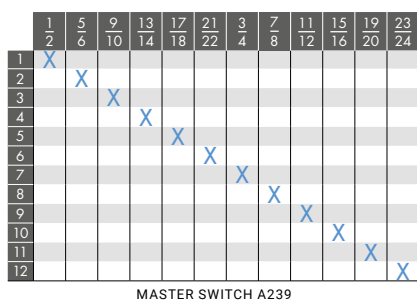 1/2 5/6 9/10 13/14 17/18 21/22 3/4 7/8 11/12 15/16 19/20 23/24
1 X
2 X
3 X
4 X
5 X
6 X
7 X
8 X
9 X
10 X
11 X
12 X
MASTER SWITCH A239